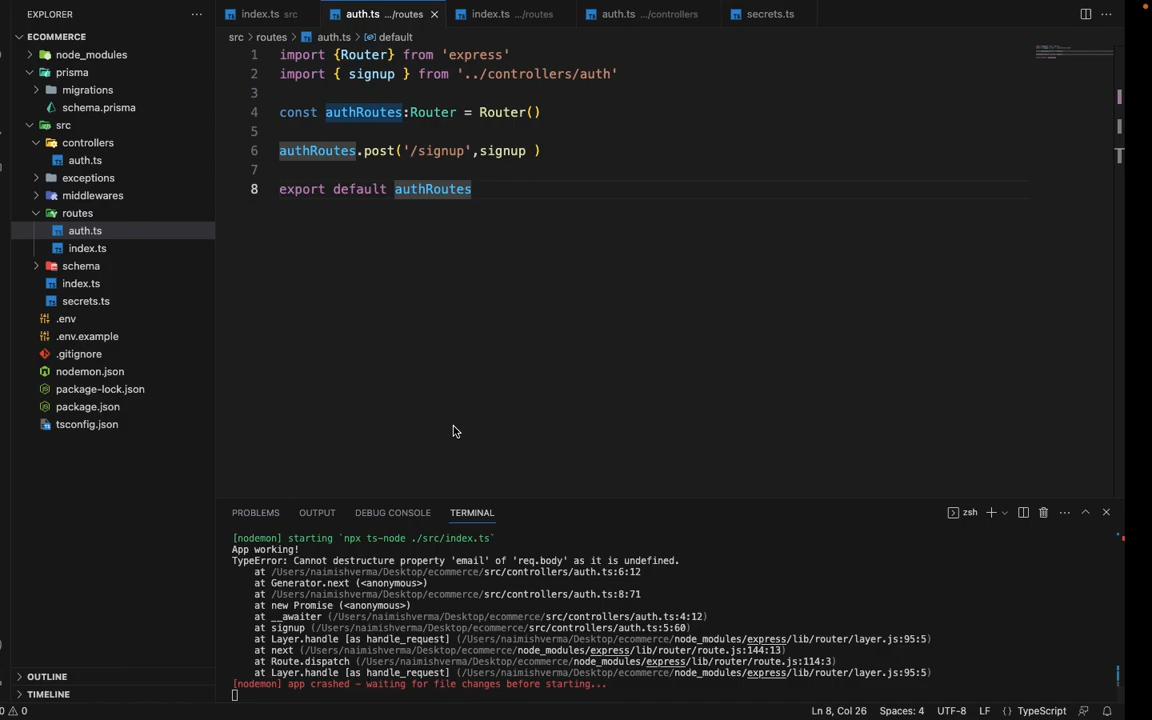 EXPLORER
index.ts src
auth.ts .../routes
index.ts .../routes
auth.ts .../controllers
secrets.ts
ECOMMERCE
node_modules
prisma
migrations
schema.prisma
src
controllers
auth.ts
exceptions
middlewares
routes
auth.ts
index.ts
schema
index.ts
secrets.ts
.env
.env.example
.gitignore
nodemon.json
package-lock.json
package.json
tsconfig.json
OUTLINE
TIMELINE
src > routes > auth.ts > default
1 import {Router} from 'express'
2 import { signup } from '../controllers/auth'
3
4 const authRoutes:Router = Router()
5
6 authRoutes.post('/signup',signup )
7
8 export default authRoutes
PROBLEMS OUTPUT DEBUG CONSOLE TERMINAL
zsh
[nodemon] starting `npx ts-node ./src/index.ts`
App working!
TypeError: Cannot destructure property 'email' of 'req.body' as it is undefined.
at /Users/naimishverma/Desktop/ecommerce/src/controllers/auth.ts:6:12
at Generator.next (<anonymous>)
at /Users/naimishverma/Desktop/ecommerce/src/controllers/auth.ts:8:71
at new Promise (<anonymous>)
at __awaiter (/Users/naimishverma/Desktop/ecommerce/src/controllers/auth.ts:4:12)
at signup (/Users/naimishverma/Desktop/ecommerce/src/controllers/auth.ts:5:60)
at Layer.handle [as handle_request] (/Users/naimishverma/Desktop/ecommerce/node_modules/express/lib/router/layer.js:95:5)
at next (/Users/naimishverma/Desktop/ecommerce/node_modules/express/lib/router/route.js:144:13)
at Route.dispatch (/Users/naimishverma/Desktop/ecommerce/node_modules/express/lib/router/route.js:114:3)
at Layer.handle [as handle_request] (/Users/naimishverma/Desktop/ecommerce/node_modules/express/lib/router/layer.js:95:5)
[nodemon] app crashed - waiting for file changes before starting...
0 0
Ln 8, Col 26 Spaces: 4 UTF-8 LF {} TypeScript